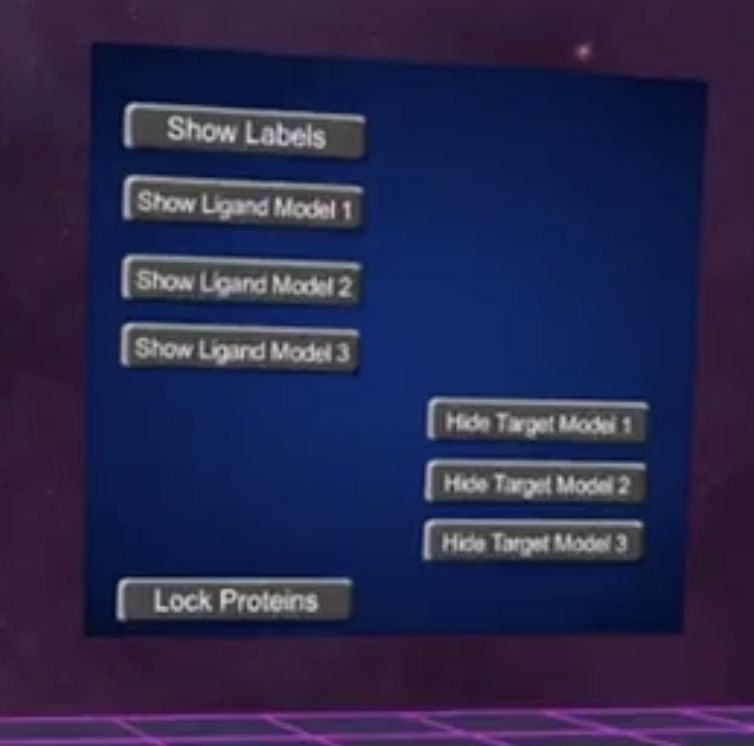 Show Labels
Show Ligand Model 1
Show Ligand Model 2
Show Ligand Model 3
Hide Target Model 1
Hide Target Model 2
Hide Target Model 3
Lock Proteins